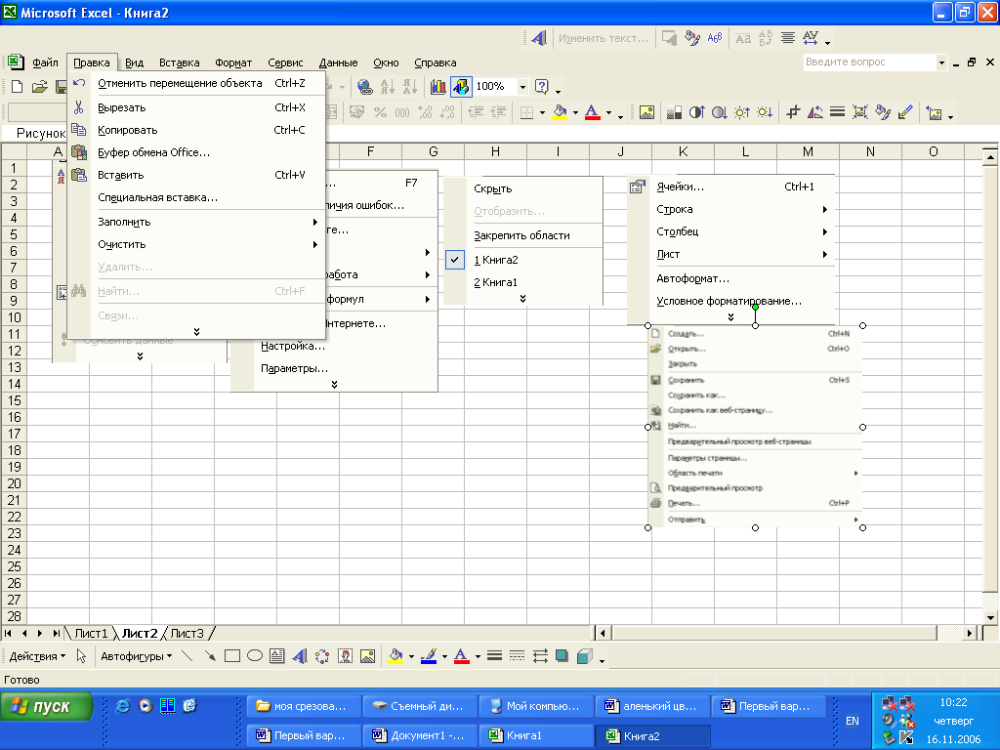 Microsoft Excel - Книга2
Изменить текст...
Aбв
Файл Правка Вид Вставка Формат Сервис Данные Окно Справка
Введите вопрос
100%
Рисунок
Отменить перемещение объекта Ctrl+Z
Вырезать Ctrl+X
Копировать Ctrl+C
Буфер обмена Office...
Вставить Ctrl+V
Специальная вставка...
Заполнить
Очистить
Удалить...
Найти... Ctrl+F
Связи...
Обновить данные
... F7
личия ошибок...
ге...
работа
формул
Интернете...
Настройка...
Параметры...
Скрыть
Отобразить...
Закрепить области
1 Книга2
2 Книга1
Ячейки... Ctrl+1
Строка
Столбец
Лист
Автоформат...
Условное форматирование...
Создать... Ctrl+N
Открыть... Ctrl+O
Закрыть
Сохранить Ctrl+S
Сохранить как...
Сохранить как веб-страницу...
Найти...
Предварительный просмотр веб-страницы
Параметры страницы...
Область печати
Предварительный просмотр
Печать... Ctrl+P
Отправить
A F G H I J K L M N O
1
2
3
4
5
6
7
8
9
10
11
12
13
14
15
16
17
18
19
20
21
22
23
24
25
26
27
28
Лист1 Лист2 Лист3
Действия Автофигуры
Готово
пуск
моя срезова... Съемный ди... Мой компью... аленький цв... Первый вар...
Первый вар... Документ1 -... Книга1 Книга2
EN
10:22
четверг
16.11.2006